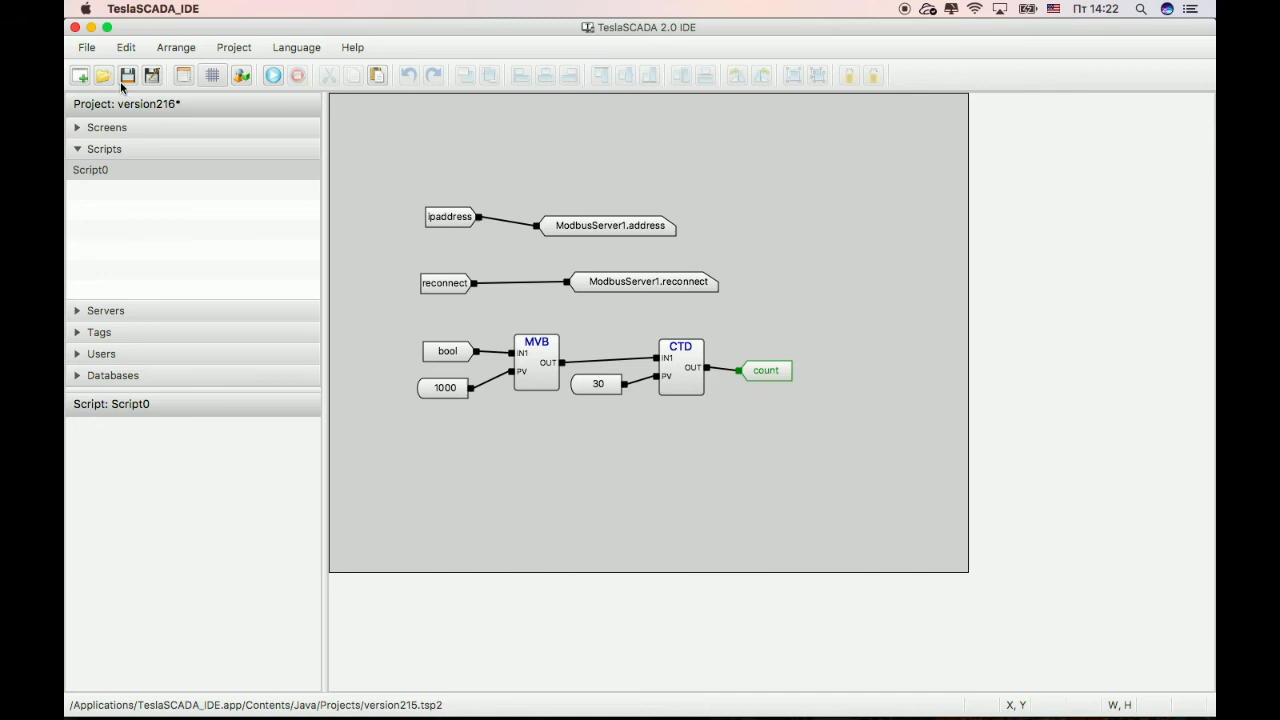 TeslaSCADA_IDE
Пт 14:22
TeslaSCADA 2.0 IDE
File Edit Arrange Project Language Help
Project: version216*
Screens
Scripts
Script0
Servers
Tags
Users
Databases
Script: Script0
ipaddress
ModbusServer1.address
reconnect
ModbusServer1.reconnect
bool
1000
MVB
IN1
OUT
PV
30
CTD
IN1
OUT
PV
count
/Applications/TeslaSCADA_IDE.app/Contents/Java/Projects/version215.tsp2
X, Y
W, H